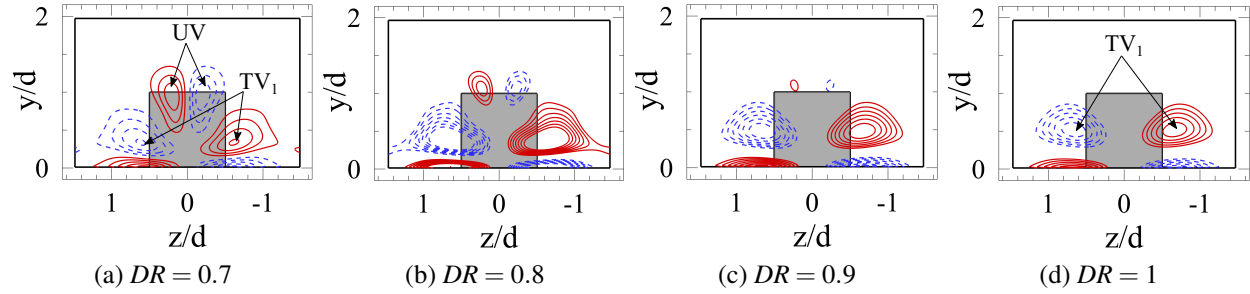 2
UV
TV₁
y/d
0
1 0 -1
z/d
(a) DR = 0.7
2
y/d
0
1 0 -1
z/d
(b) DR = 0.8
2
y/d
0
1 0 -1
z/d
(c) DR = 0.9
2
TV₁
y/d
0
1 0 -1
z/d
(d) DR = 1